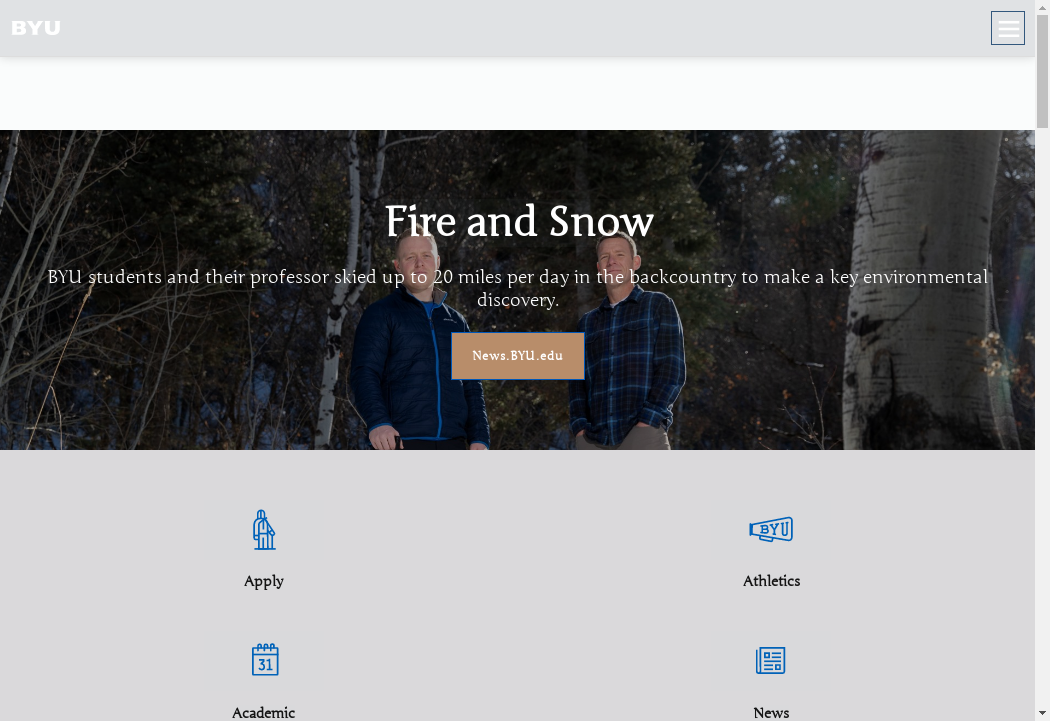 BYU
Fire and Snow
BYU students and their professor skied up to 20 miles per day in the backcountry to make a key environmental
discovery.
News.BYU.edu
BYU
Apply
Athletics
31
Academic
News